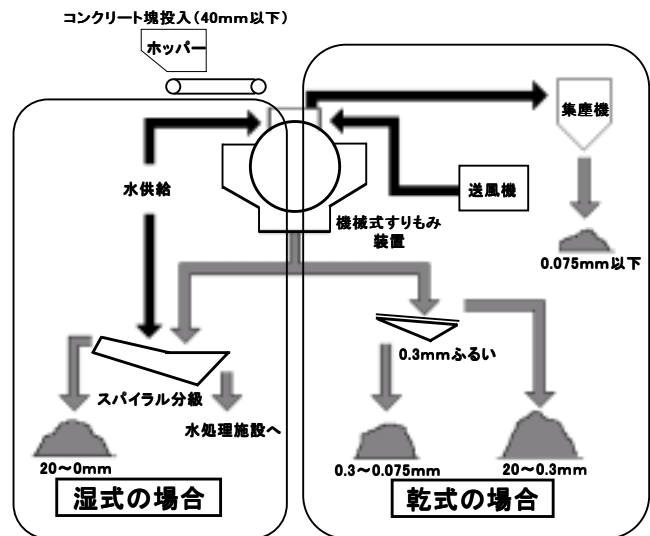 コンクリート塊投入(40mm以下)
ホッパー
集塵機
水供給
送風機
機械式すりもみ
装置
0.075mm以下
0.3mmふるい
スパイラル分級
水処理施設へ
20~0mm
0.3~0.075mm
20~0.3mm
湿式の場合
乾式の場合